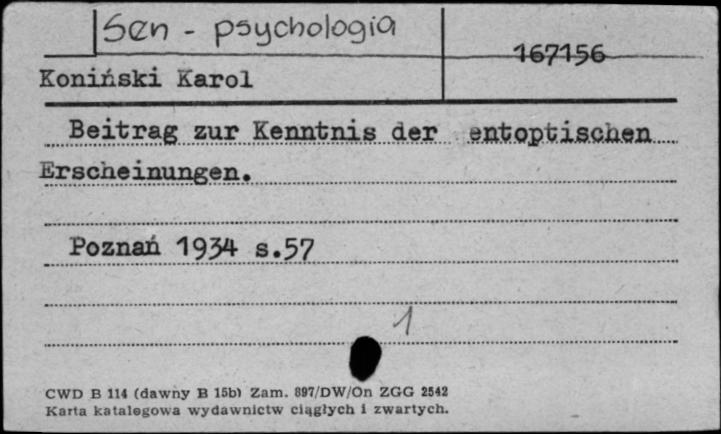 Sen - psychologia
167156
Koniński Karol
Beitrag zur Kenntnis der entoptischen
Erscheinungen.
Poznań 1934 s.57
1
CWD B 114 (dawny B 15b) Zam. 897/DW/On ZGG 2542
Karta katalogowa wydawnictw ciągłych i zwartych.